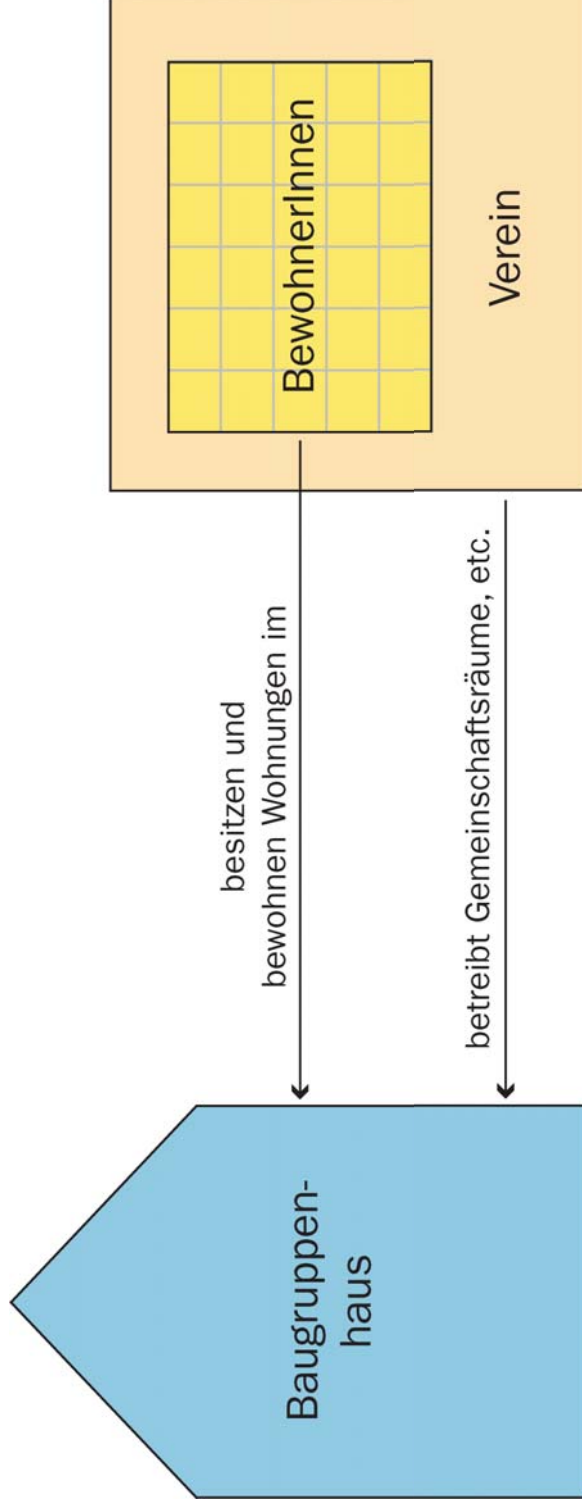 Baugruppen-
haus
besitzen und
bewohnen Wohnungen im
betreibt Gemeinschaftsräume, etc.
BewohnerInnen
Verein